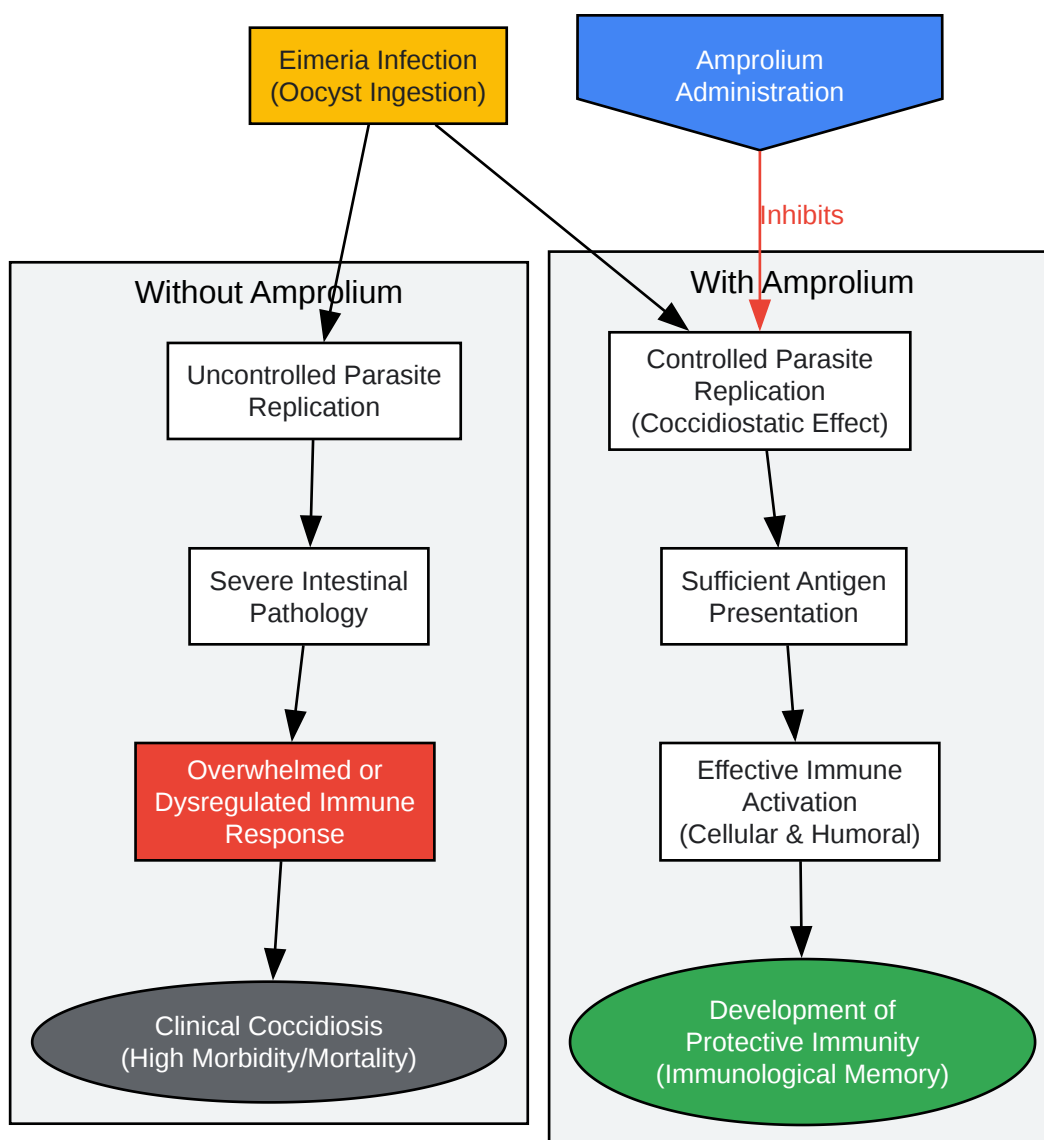 Eimeria Infection
(Oocyst Ingestion)
Amprolium
Administration
Inhibits
Without Amprolium
Uncontrolled Parasite
Replication
Severe Intestinal
Pathology
Overwhelmed or
Dysregulated Immune
Response
Clinical Coccidiosis
(High Morbidity/Mortality)
With Amprolium
Controlled Parasite
Replication
(Coccidiostatic Effect)
Sufficient Antigen
Presentation
Effective Immune
Activation
(Cellular & Humoral)
Development of
Protective Immunity
(Immunological Memory)